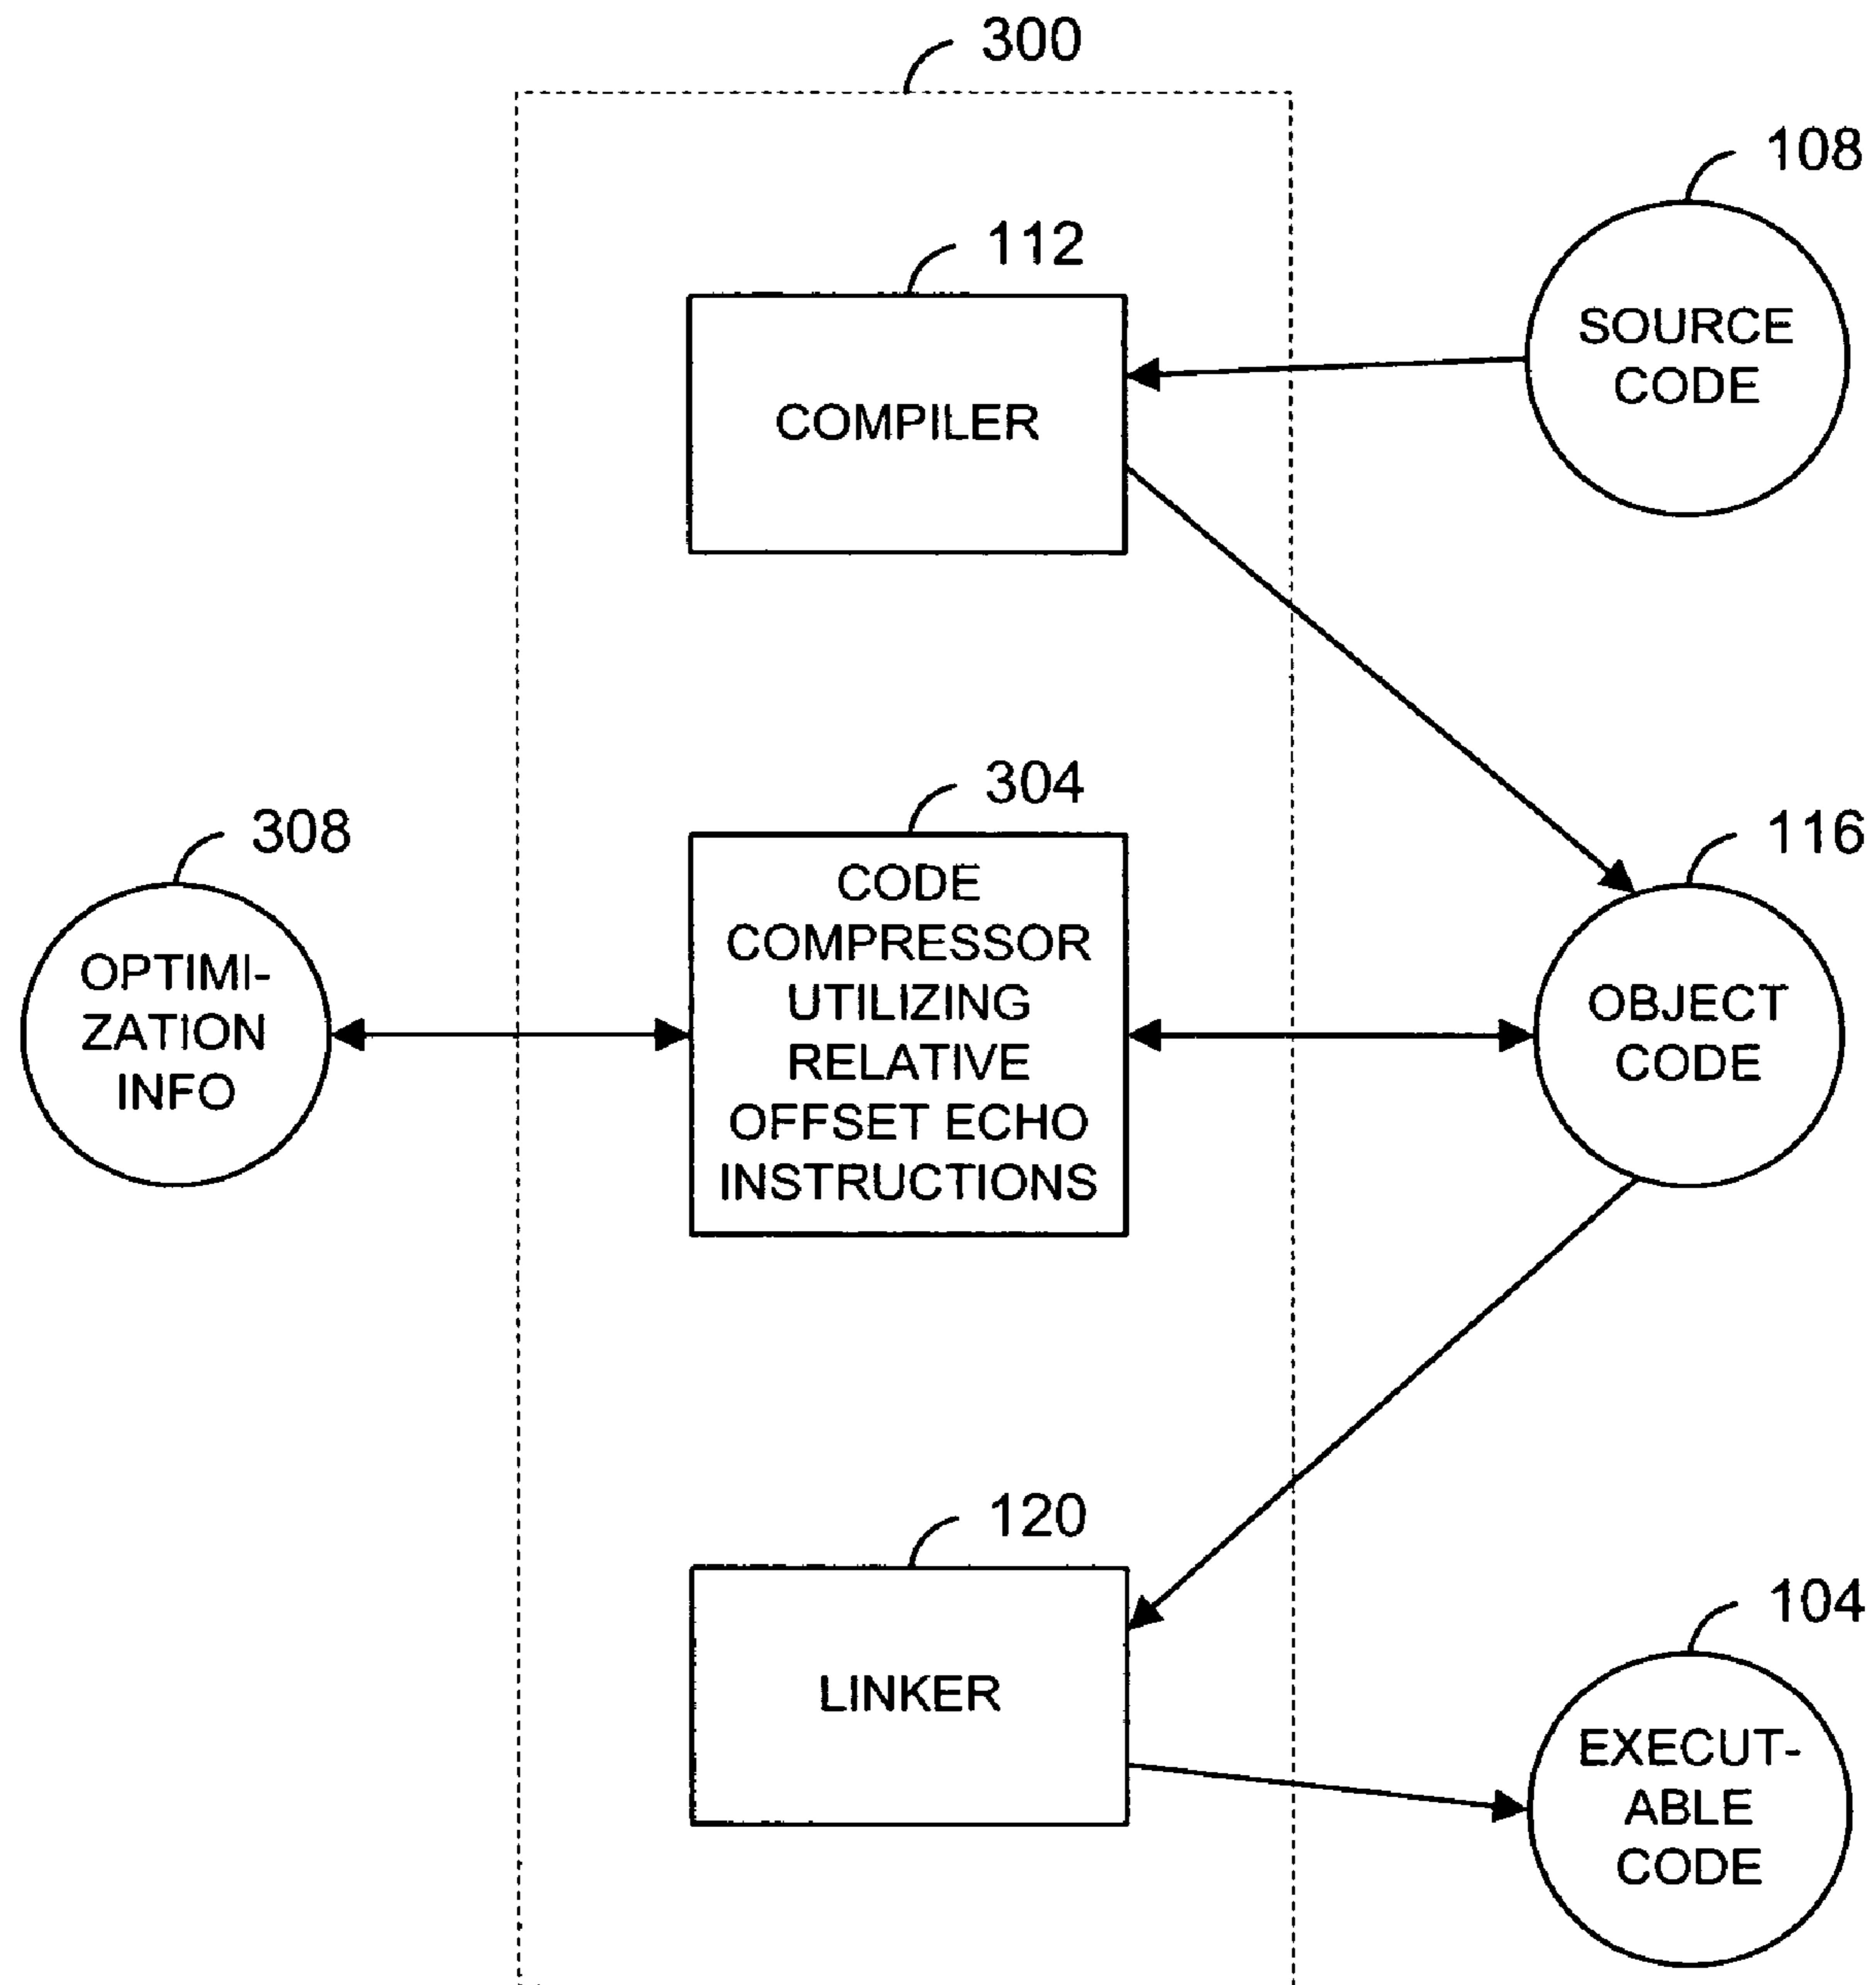 300
108
112
SOURCE
CODE
COMPILER
304
308
116
CODE
COMPRESSOR
UTILIZING
RELATIVE
OFFSET ECHO
INSTRUCTIONS
OPTIMI-
ZATION
INFO
OBJECT
CODE
120
104
LINKER
EXECUT-
ABLE
CODE